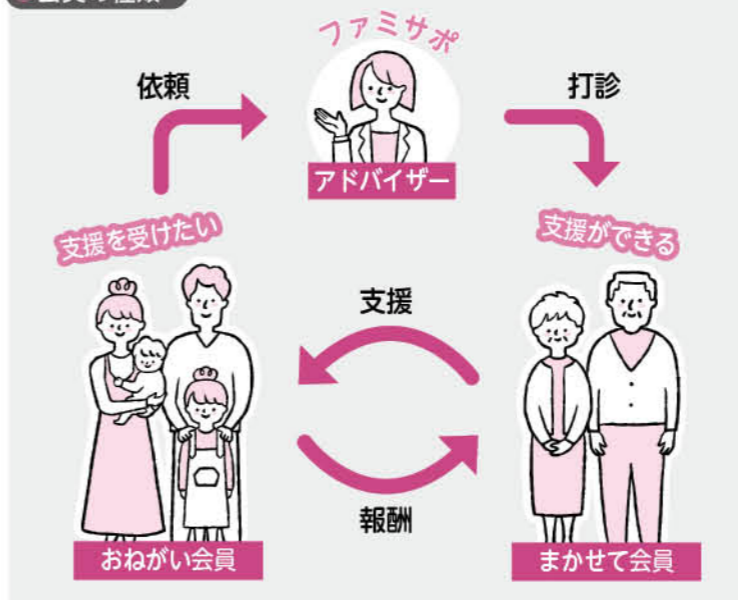 ファミサポ
依頼
打診
アドバイザー
支援を受けたい
支援ができる
支援
報酬
おねがい会員
まかせて会員